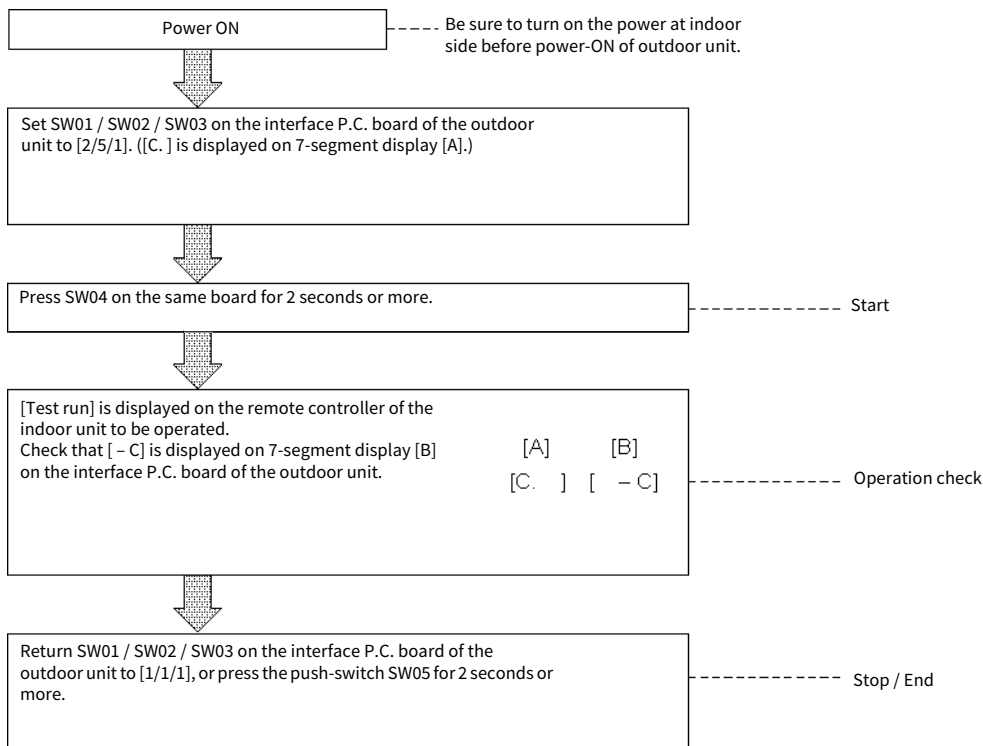 Power ON
Be sure to turn on the power at indoor
side before power-ON of outdoor unit.
Set SW01 / SW02 / SW03 on the interface P.C. board of the outdoor
unit to [2/5/1]. ([C. ] is displayed on 7-segment display [A].)
Press SW04 on the same board for 2 seconds or more.
Start
[Test run] is displayed on the remote controller of the
indoor unit to be operated.
Check that [ – C] is displayed on 7-segment display [B]
on the interface P.C. board of the outdoor unit.
[A] [B]
[C. ] [ – C]
Operation check
Return SW01 / SW02 / SW03 on the interface P.C. board of the
outdoor unit to [1/1/1], or press the push-switch SW05 for 2 seconds or
more.
Stop / End